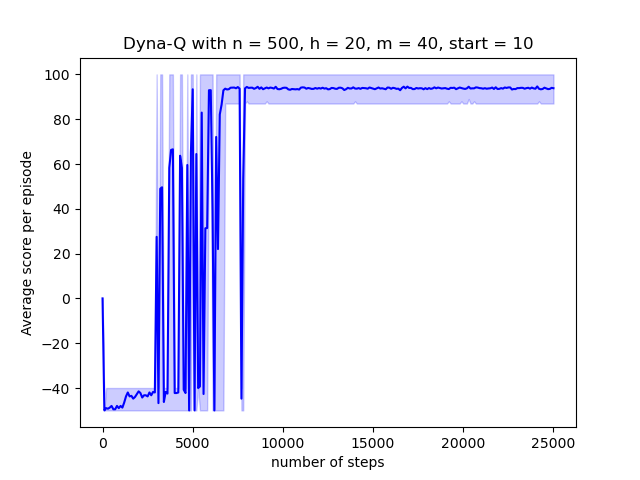 Dyna-Q with n = 500, h = 20, m = 40, start = 10
Average score per episode
100
80
60
40
20
0
−20
−40
0 5000 10000 15000 20000 25000
number of steps